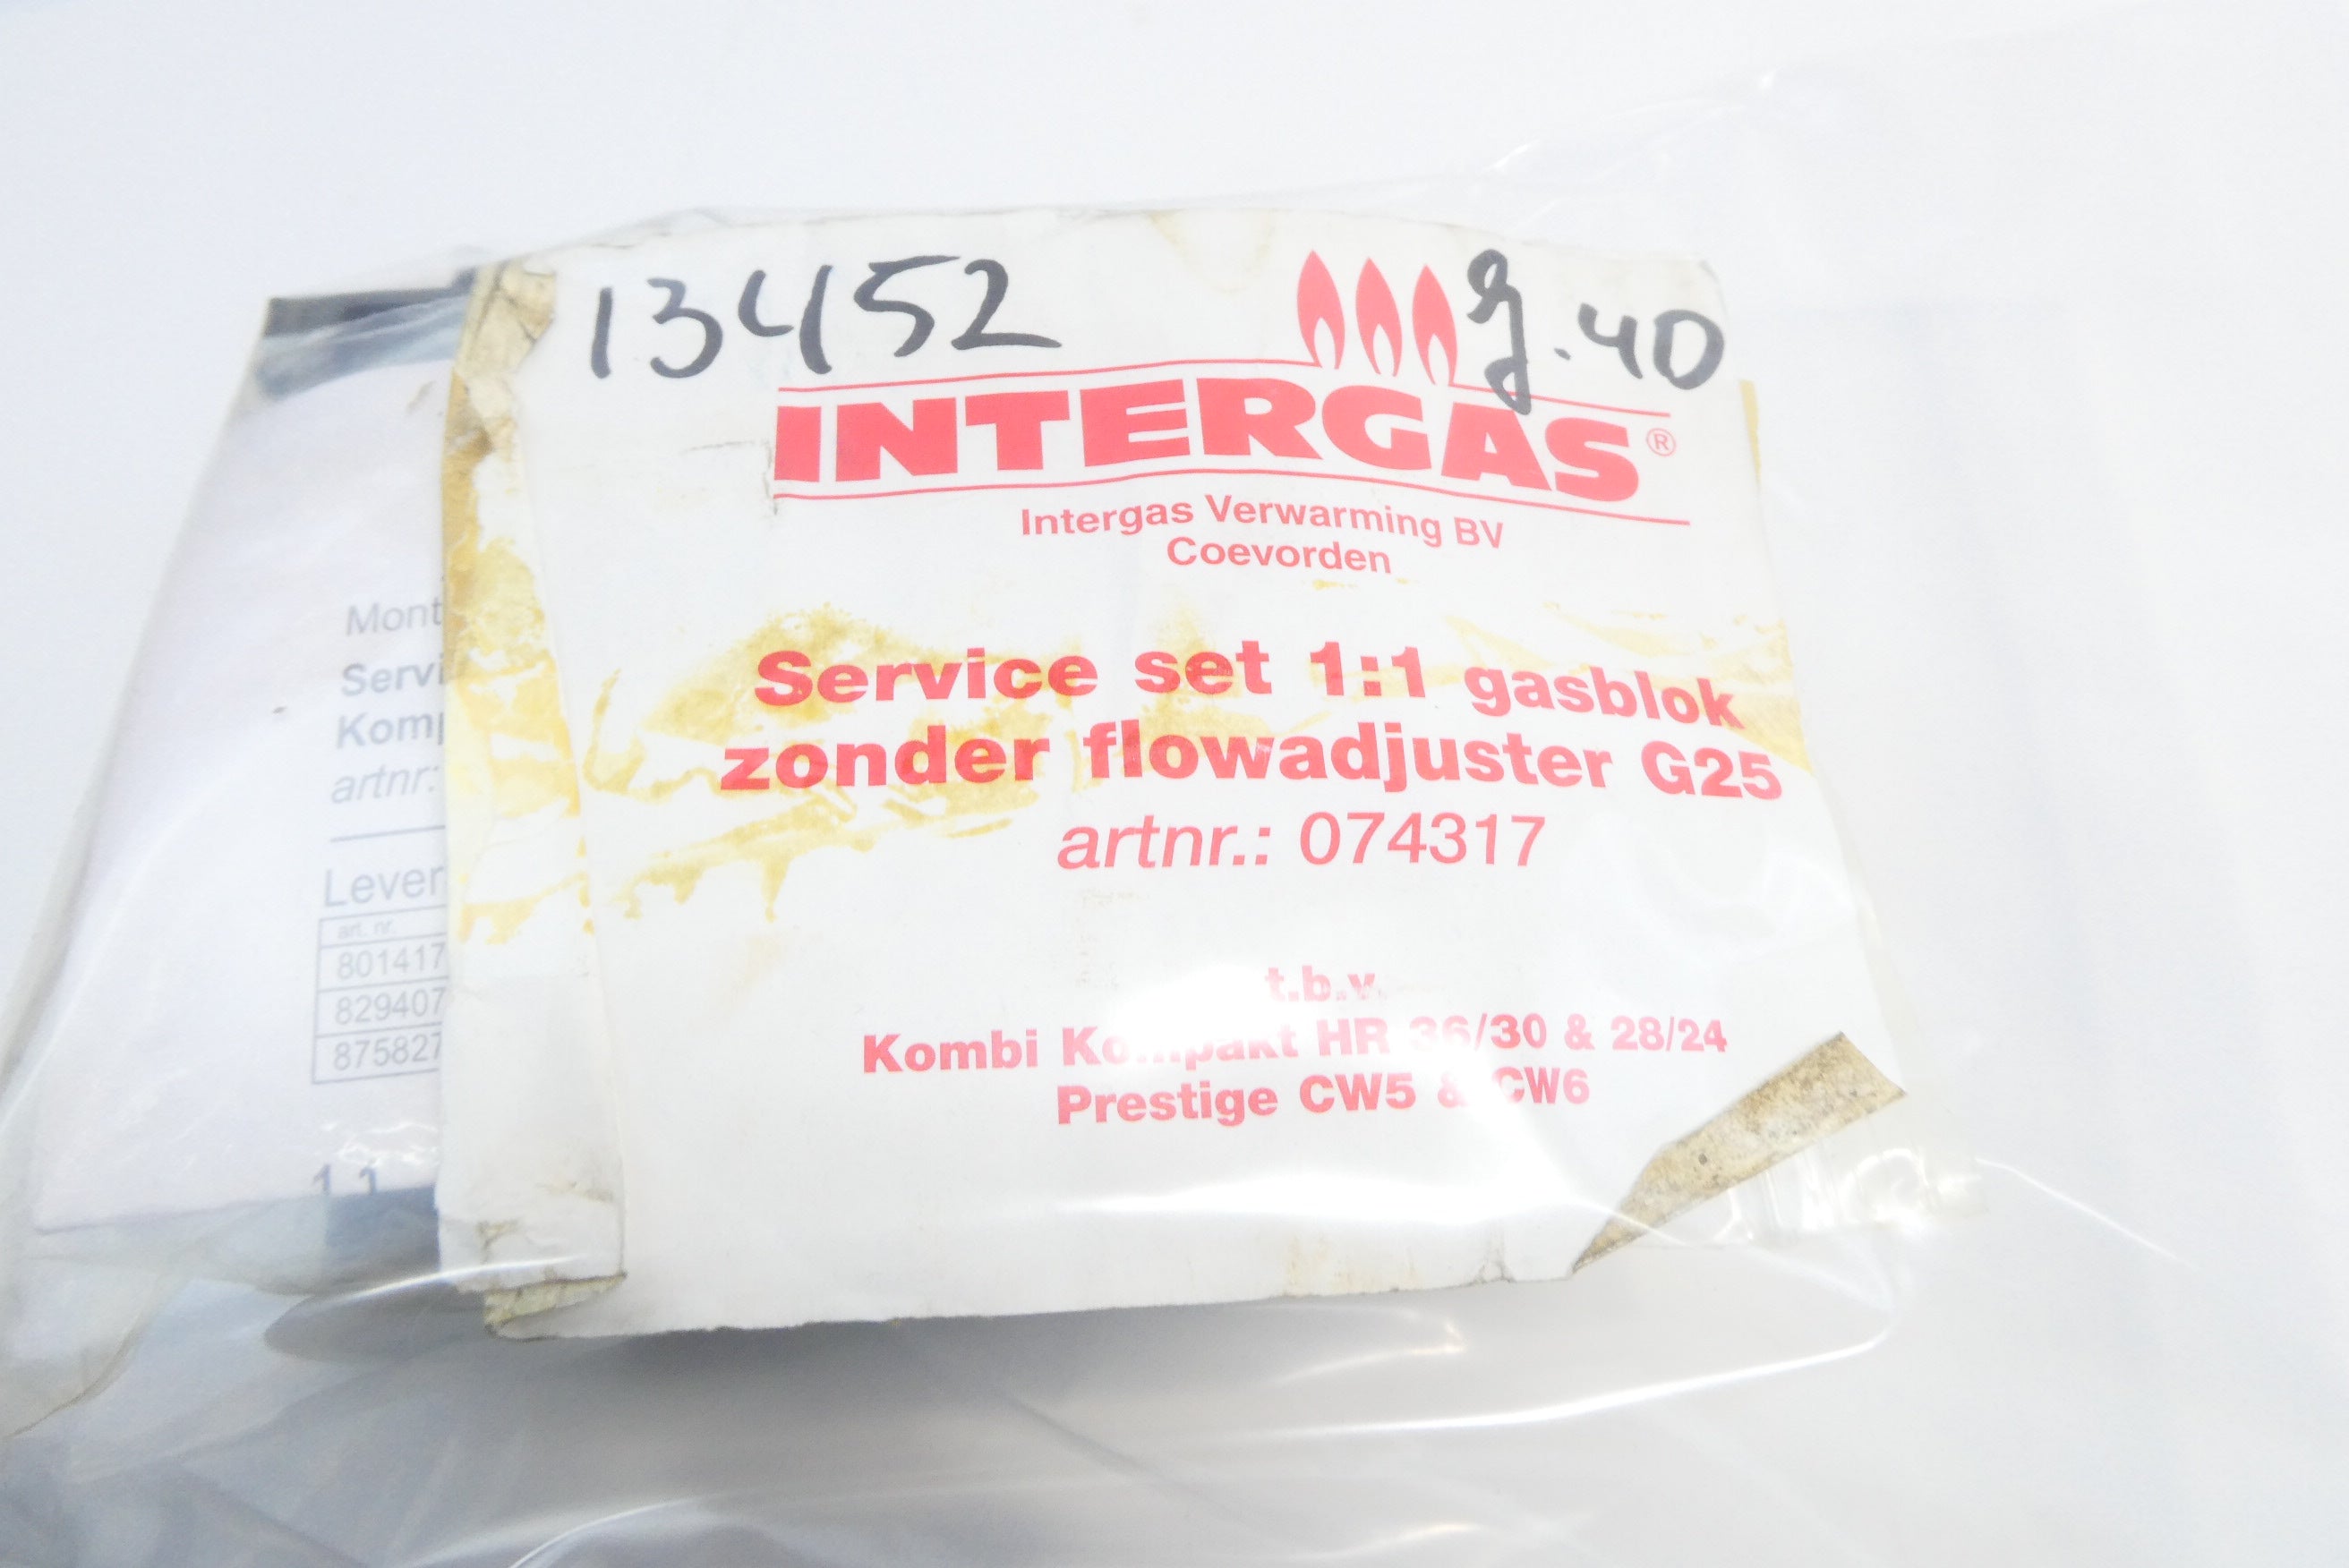 13452
g.40
INTERGAS®
Intergas Verwarming BV
Coevorden
Service set 1:1 gasblok
zonder flowadjuster G25
artnr.: 074317
t.b.v.
Kombi Kompakt HR 36/30 & 28/24
Prestige CW5 & CW6
Mont
Servi
Komp
artnr:
Lever
art. nr.
801417
829407
875827